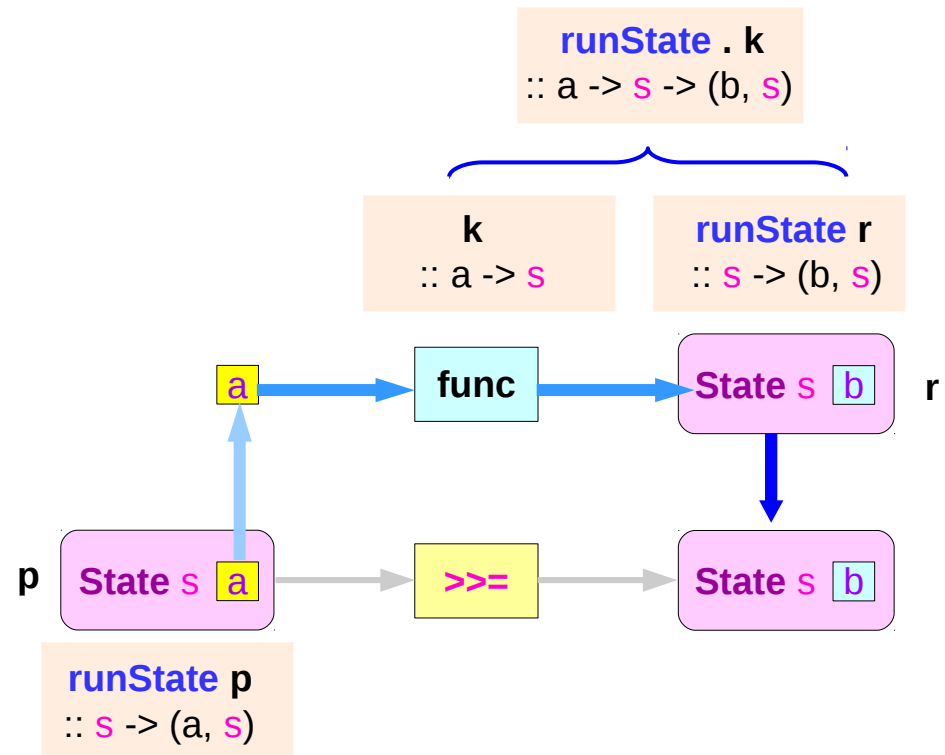 runState . k
:: a -> s -> (b, s)
k
:: a -> s
runState r
:: s -> (b, s)
a
func
State s b
r
p
State s a
>>=
State s b
runState p
:: s -> (a, s)